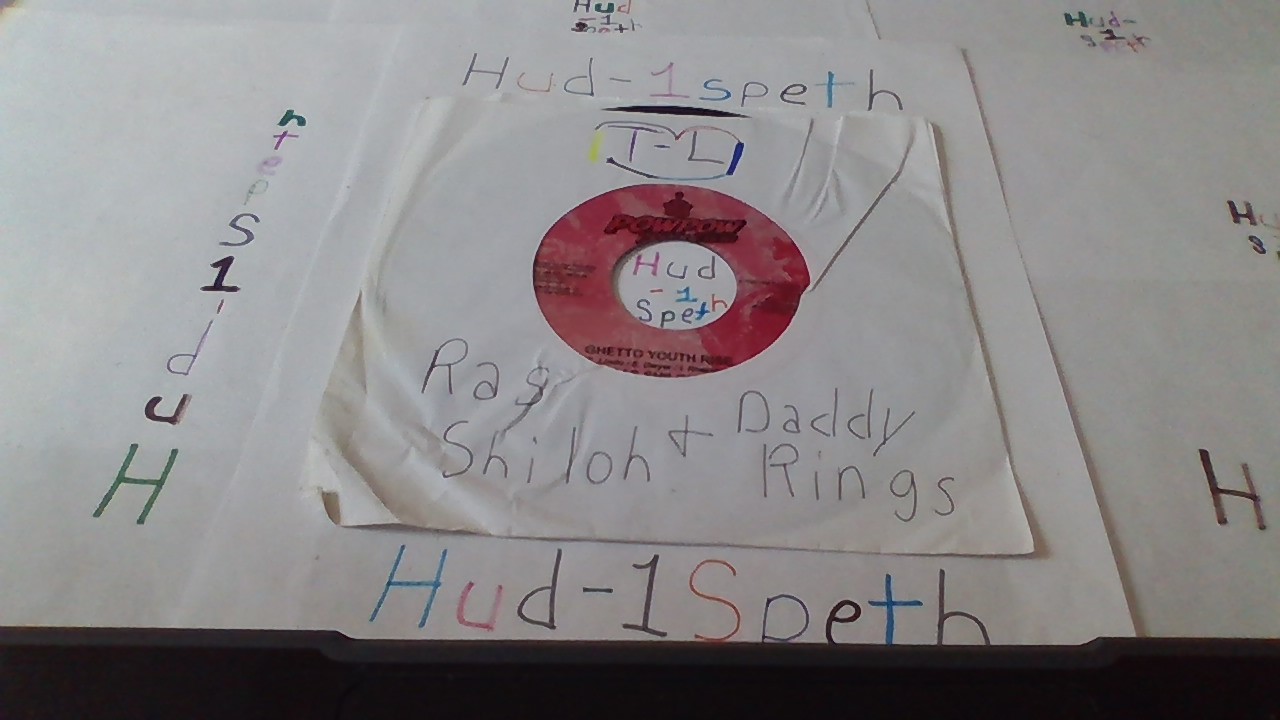 Hud
-1
speth
Hud-
1
speth
Hud-1speth
T-L
POWPOW
Hud
-1
Speth
GHETTO YOUTH RISE
Ras
Shiloh + Daddy
Rings
Hud-1Speth
Hud-1Speth
H